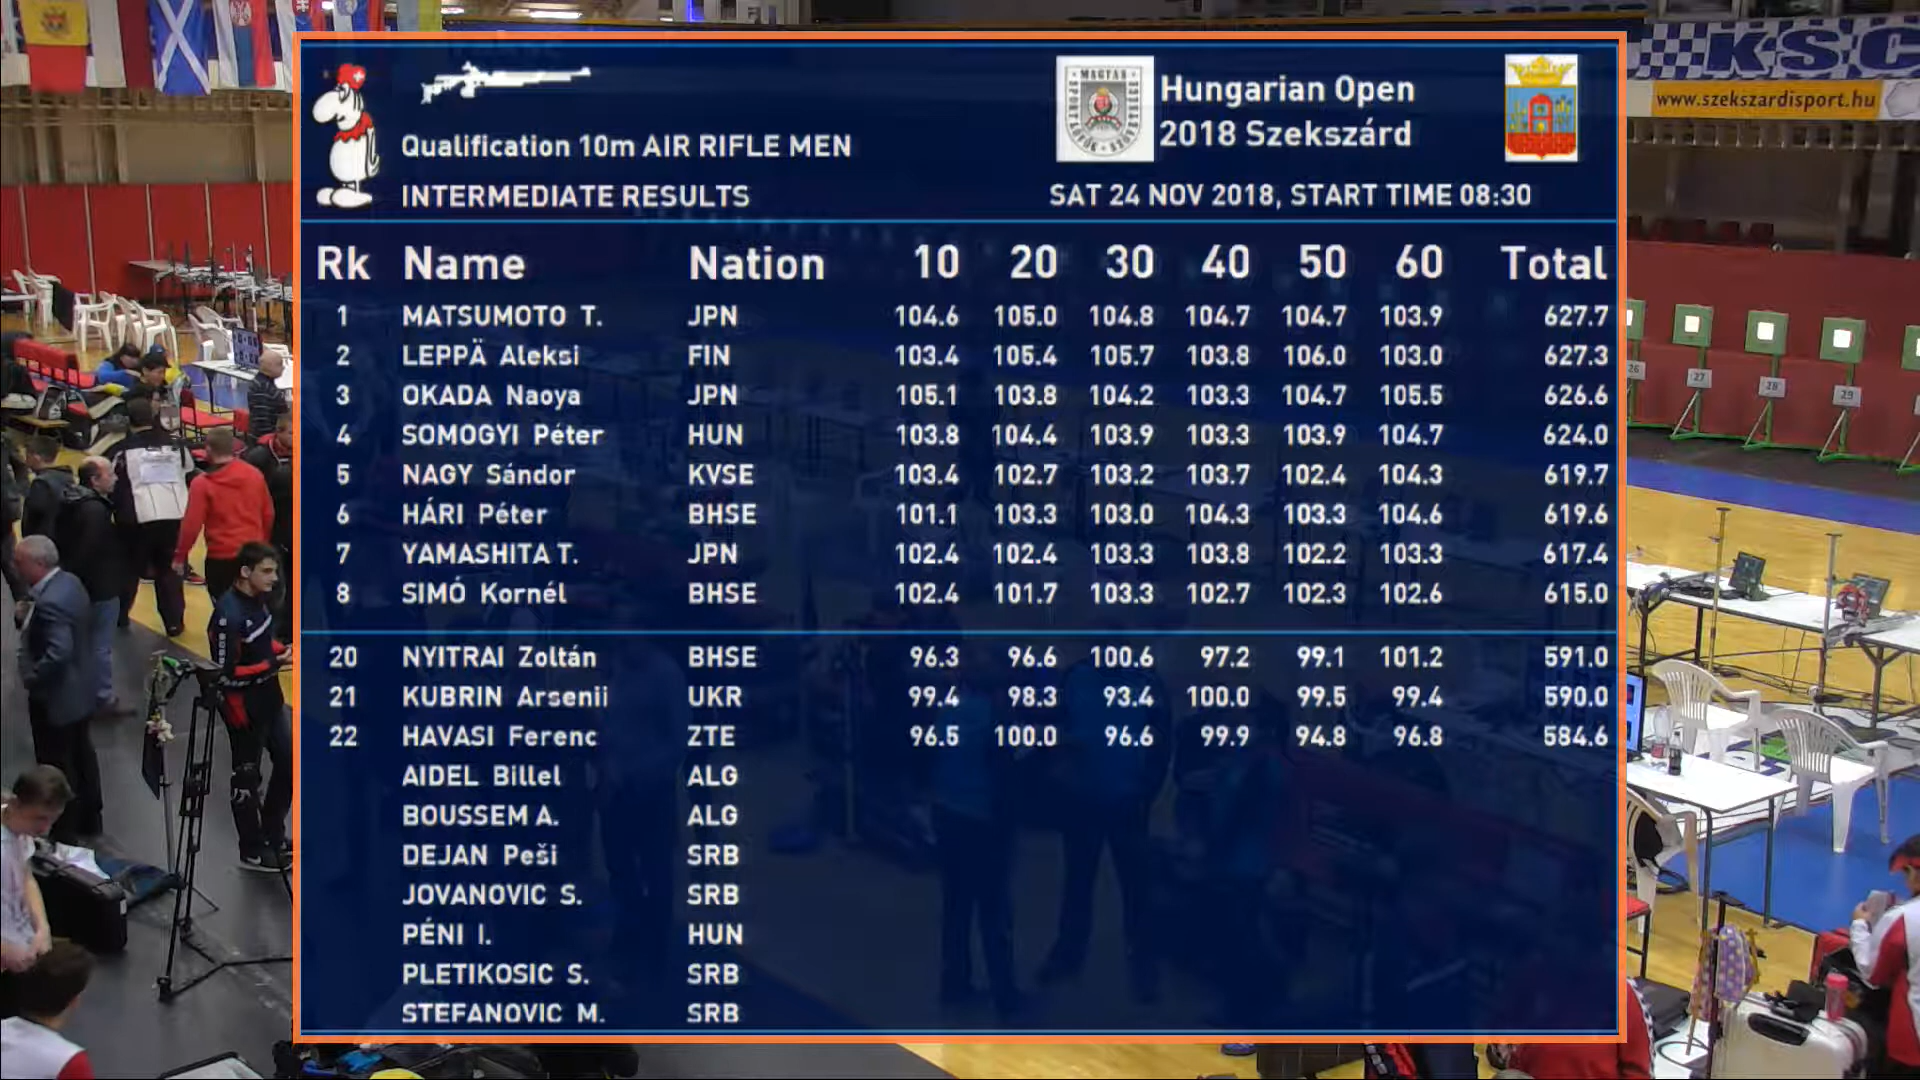 KSC
www.szekszardisport.hu
Hungarian Open
2018 Szekszárd
Qualification 10m AIR RIFLE MEN
INTERMEDIATE RESULTS
SAT 24 NOV 2018, START TIME 08:30
Rk Name Nation 10 20 30 40 50 60 Total
1 MATSUMOTO T. JPN 104.6 105.0 104.8 104.7 104.7 103.9 627.7
2 LEPPÄ Aleksi FIN 103.4 105.4 105.7 103.8 106.0 103.0 627.3
3 OKADA Naoya JPN 105.1 103.8 104.2 103.3 104.7 105.5 626.6
4 SOMOGYI Péter HUN 103.8 104.4 103.9 103.3 103.9 104.7 624.0
5 NAGY Sándor KVSE 103.4 102.7 103.2 103.7 102.4 104.3 619.7
6 HÁRI Péter BHSE 101.1 103.3 103.0 104.3 103.3 104.6 619.6
7 YAMASHITA T. JPN 102.4 102.4 103.3 103.8 102.2 103.3 617.4
8 SIMÓ Kornél BHSE 102.4 101.7 103.3 102.7 102.3 102.6 615.0
20 NYITRAI Zoltán BHSE 96.3 96.6 100.6 97.2 99.1 101.2 591.0
21 KUBRIN Arsenii UKR 99.4 98.3 93.4 100.0 99.5 99.4 590.0
22 HAVASI Ferenc ZTE 96.5 100.0 96.6 99.9 94.8 96.8 584.6
AIDEL Billel ALG
BOUSSEM A. ALG
DEJAN Peši SRB
JOVANOVIC S. SRB
PÉNI I. HUN
PLETIKOSIC S. SRB
STEFANOVIC M. SRB
26 27 28 29